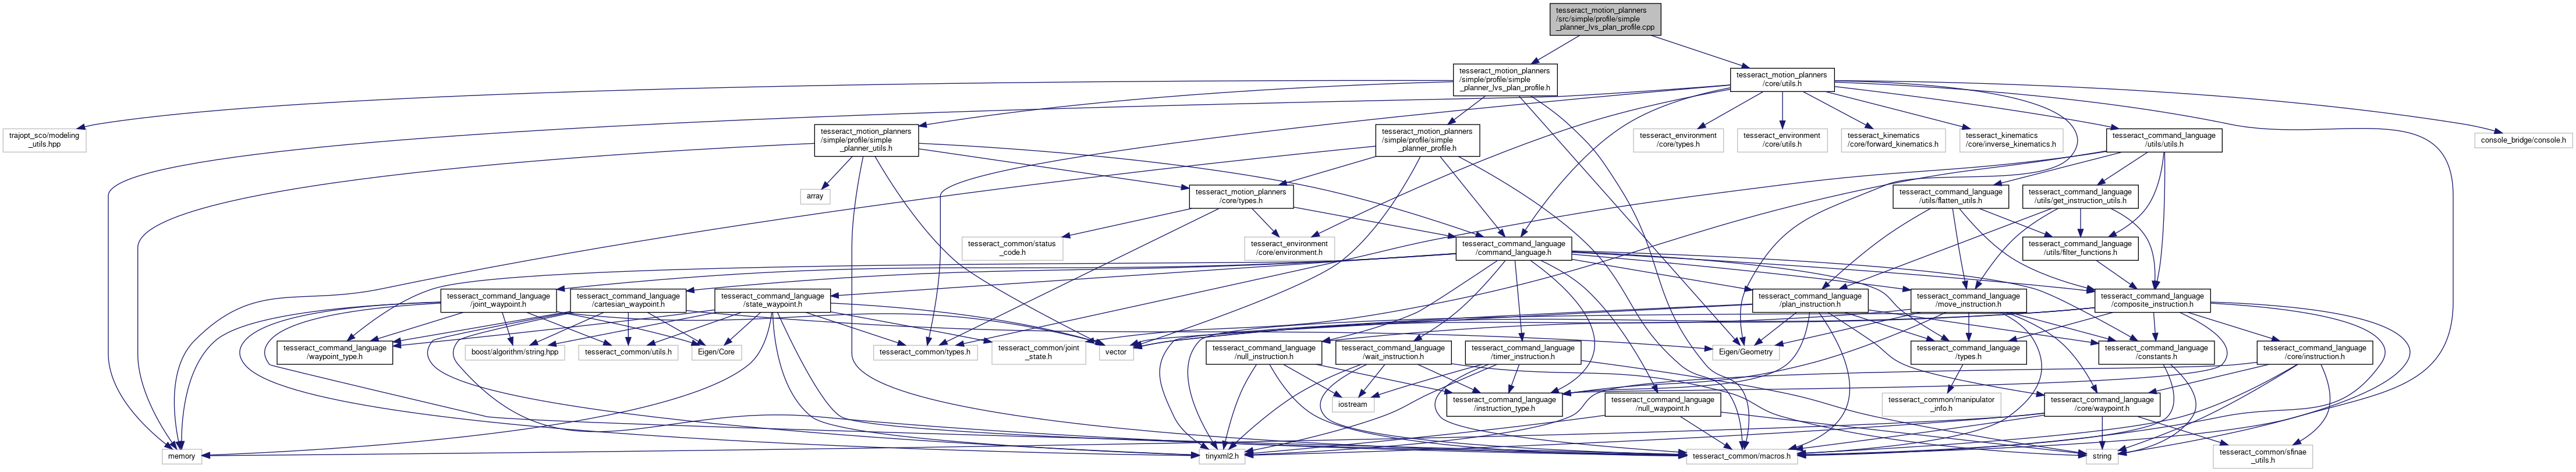 tesseract_motion_planners
/src/simple/profile/simple
_planner_lvs_plan_profile.cpp
tesseract_motion_planners
/simple/profile/simple
_planner_lvs_plan_profile.h
tesseract_motion_planners
/core/utils.h
trajopt_sco/modeling
_utils.hpp
tesseract_motion_planners
/simple/profile/simple
_planner_utils.h
tesseract_motion_planners
/simple/profile/simple
_planner_profile.h
tesseract_environment
/core/types.h
tesseract_environment
/core/utils.h
tesseract_kinematics
/core/forward_kinematics.h
tesseract_kinematics
/core/inverse_kinematics.h
tesseract_command_language
/utils/utils.h
console_bridge/console.h
array
tesseract_motion_planners
/core/types.h
tesseract_command_language
/utils/flatten_utils.h
tesseract_command_language
/utils/get_instruction_utils.h
tesseract_common/status
_code.h
tesseract_environment
/core/environment.h
tesseract_command_language
/command_language.h
tesseract_command_language
/utils/filter_functions.h
tesseract_command_language
/joint_waypoint.h
tesseract_command_language
/cartesian_waypoint.h
tesseract_command_language
/state_waypoint.h
tesseract_command_language
/plan_instruction.h
tesseract_command_language
/move_instruction.h
tesseract_command_language
/composite_instruction.h
tesseract_command_language
/waypoint_type.h
boost/algorithm/string.hpp
tesseract_common/utils.h
Eigen/Core
tesseract_common/types.h
tesseract_common/joint
_state.h
vector
tesseract_command_language
/null_instruction.h
tesseract_command_language
/wait_instruction.h
tesseract_command_language
/timer_instruction.h
Eigen/Geometry
tesseract_command_language
/types.h
tesseract_command_language
/constants.h
tesseract_command_language
/core/instruction.h
iostream
tesseract_command_language
/instruction_type.h
tesseract_command_language
/null_waypoint.h
tesseract_common/manipulator
_info.h
tesseract_command_language
/core/waypoint.h
memory
tinyxml2.h
tesseract_common/macros.h
string
tesseract_common/sfinae
_utils.h